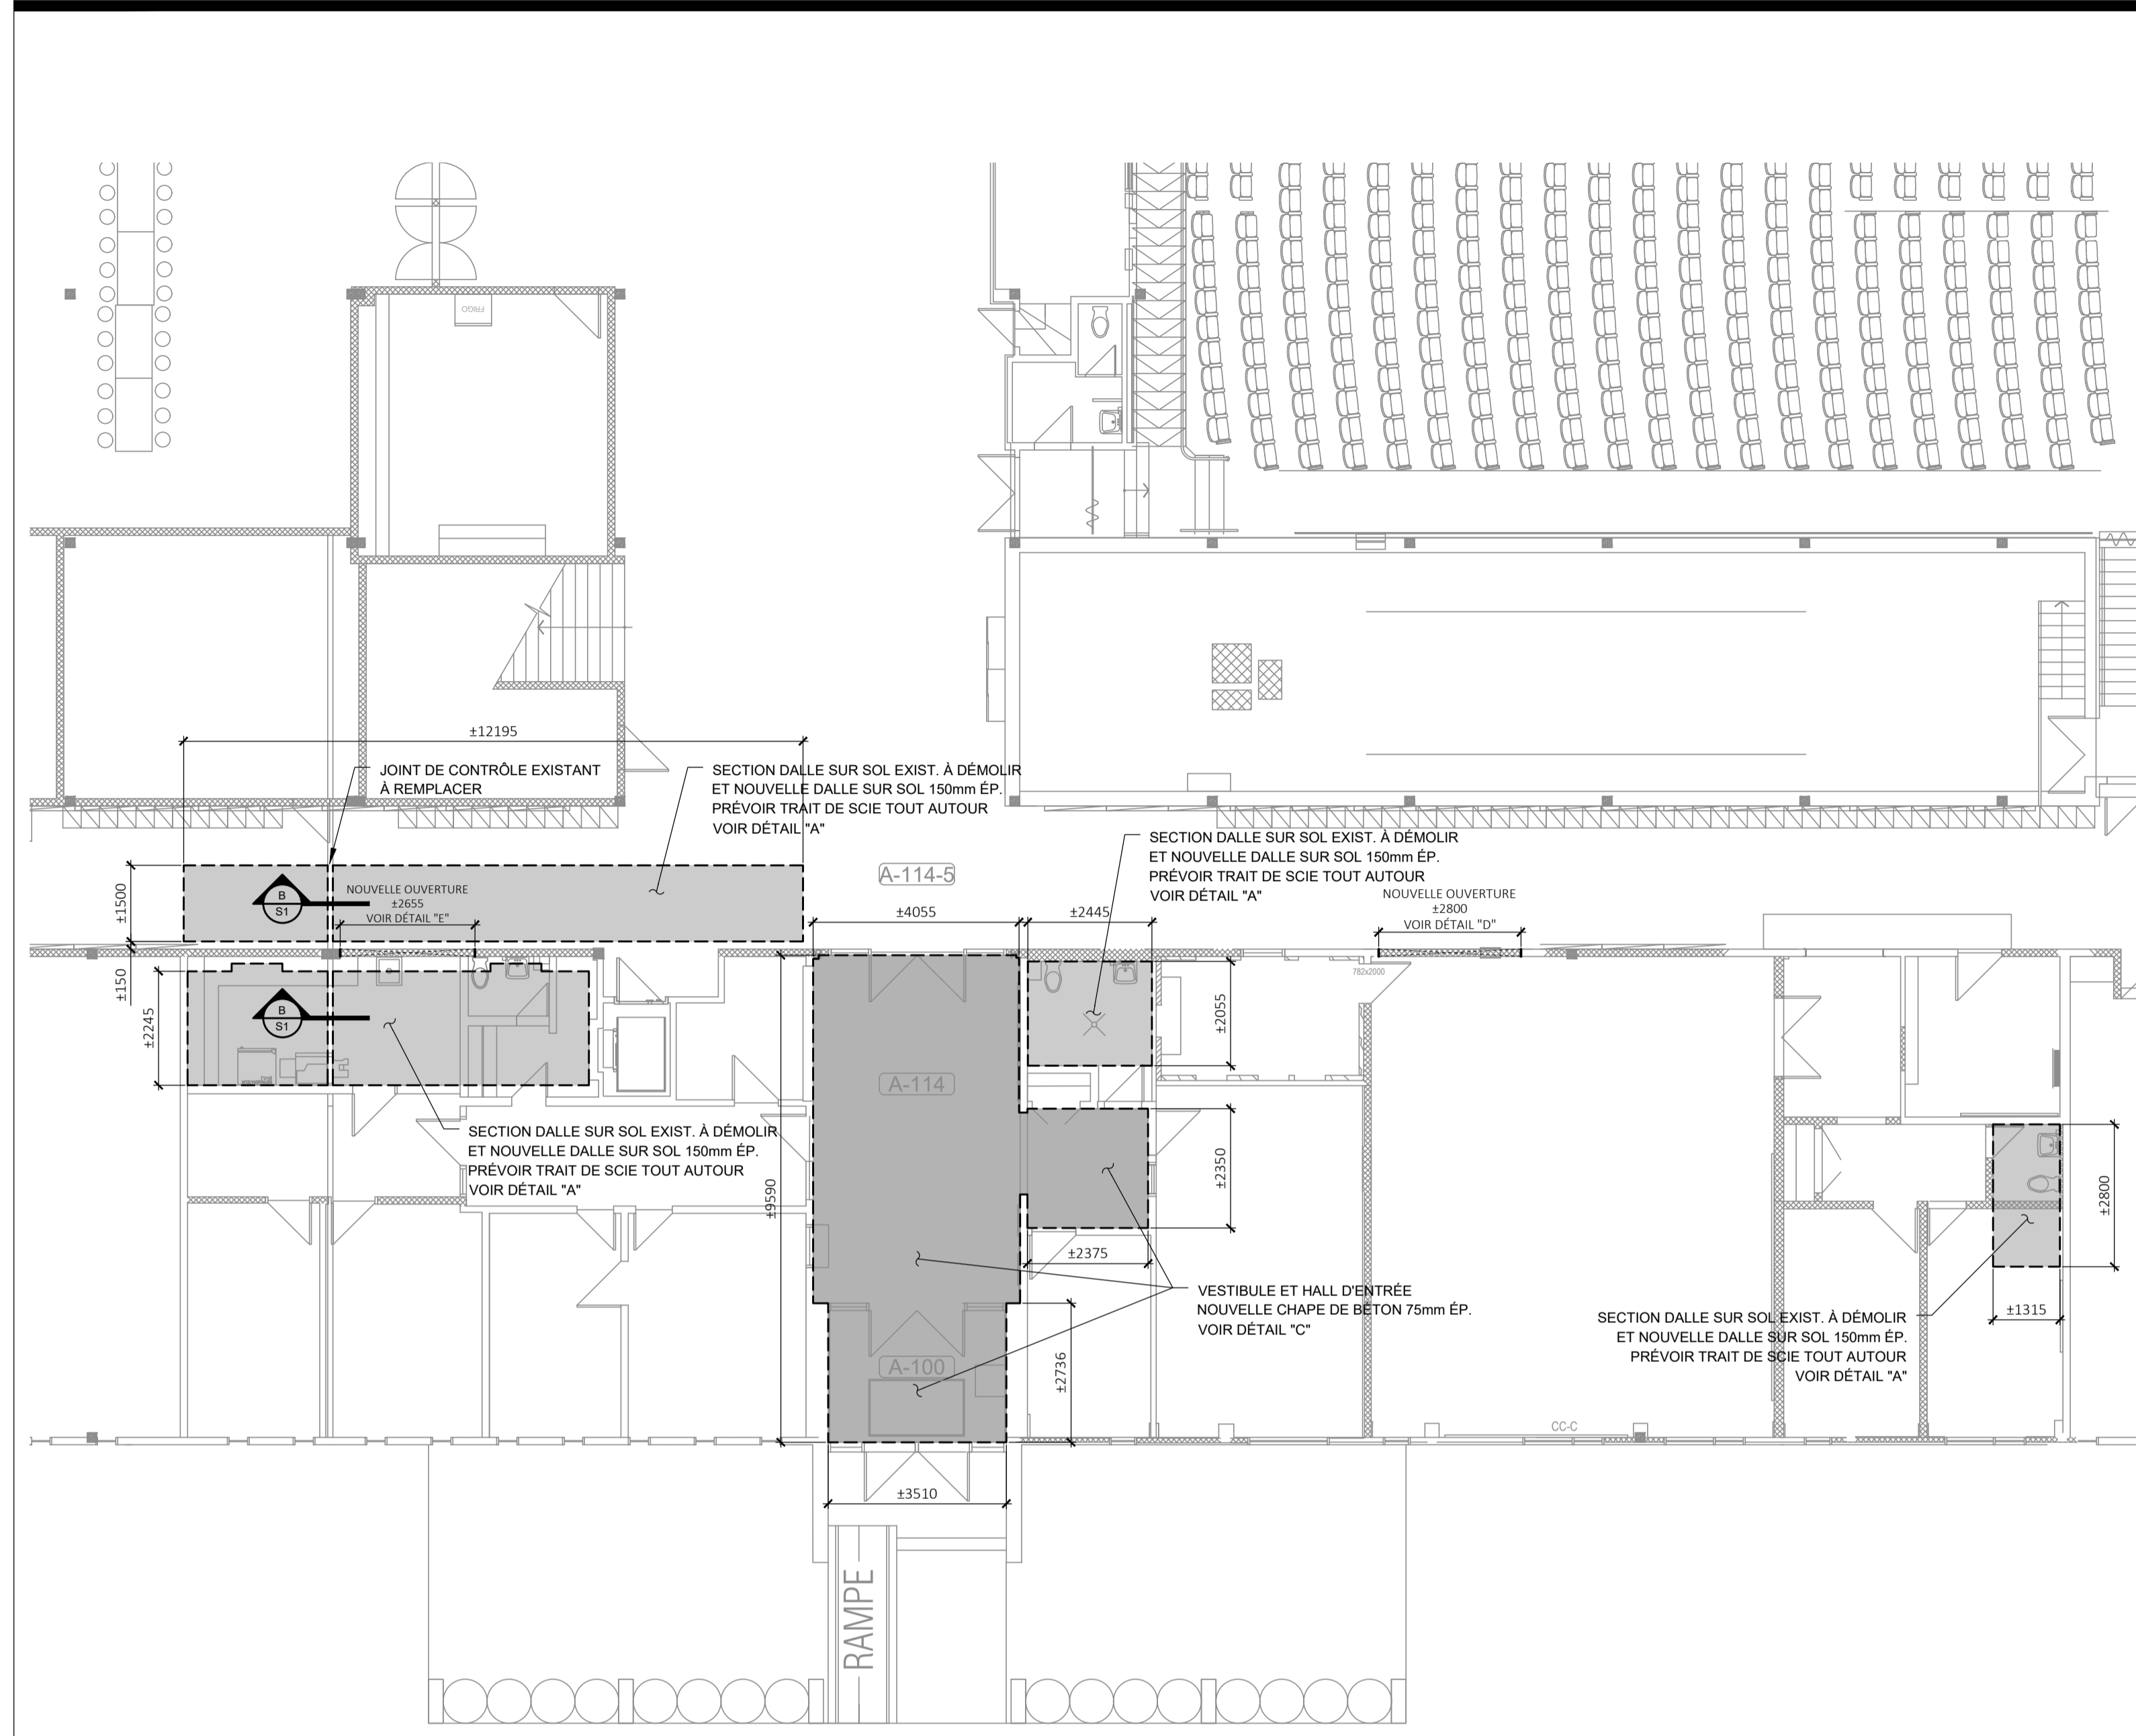 FRIGO
±12195
JOINT DE CONTRÔLE EXISTANT
À REMPLACER
SECTION DALLE SUR SOL EXIST. À DÉMOLIR
ET NOUVELLE DALLE SUR SOL 150mm ÉP.
PRÉVOIR TRAIT DE SCIE TOUT AUTOUR
VOIR DÉTAIL "A"
SECTION DALLE SUR SOL EXIST. À DÉMOLIR
ET NOUVELLE DALLE SUR SOL 150mm ÉP.
PRÉVOIR TRAIT DE SCIE TOUT AUTOUR
VOIR DÉTAIL "A"
A-114-5
±1500
B
S1
NOUVELLE OUVERTURE
±2655
VOIR DÉTAIL "E"
±4055
±2445
NOUVELLE OUVERTURE
±2800
VOIR DÉTAIL "D"
±150
782x2000
±2245
B
S1
±2055
A-114
SECTION DALLE SUR SOL EXIST. À DÉMOLIR
ET NOUVELLE DALLE SUR SOL 150mm ÉP.
PRÉVOIR TRAIT DE SCIE TOUT AUTOUR
VOIR DÉTAIL "A"
±9590
±2350
±2800
±2375
VESTIBULE ET HALL D'ENTRÉE
NOUVELLE CHAPE DE BÉTON 75mm ÉP.
VOIR DÉTAIL "C"
±1315
SECTION DALLE SUR SOL EXIST. À DÉMOLIR
ET NOUVELLE DALLE SUR SOL 150mm ÉP.
PRÉVOIR TRAIT DE SCIE TOUT AUTOUR
VOIR DÉTAIL "A"
A-100
±2736
CC-C
±3510
RAMPE